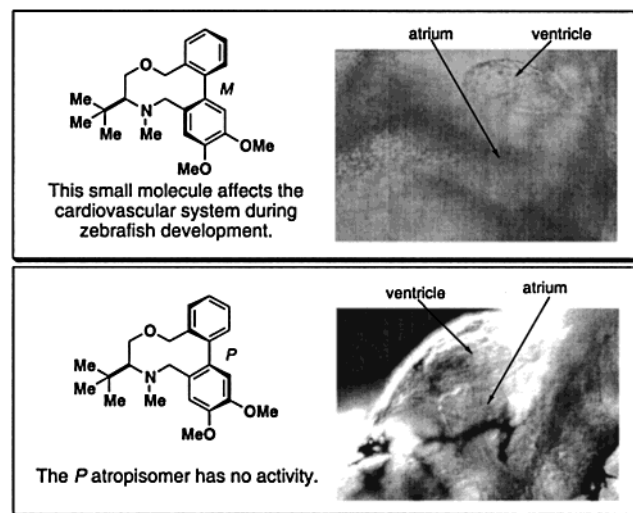 atrium
ventricle
O
Me
Me
Me
N
Me
M
OMe
MeO
This small molecule affects the
cardiovascular system during
zebrafish development.
ventricle
atrium
O
Me
Me
Me
N
Me
P
OMe
MeO
The P atropisomer has no activity.